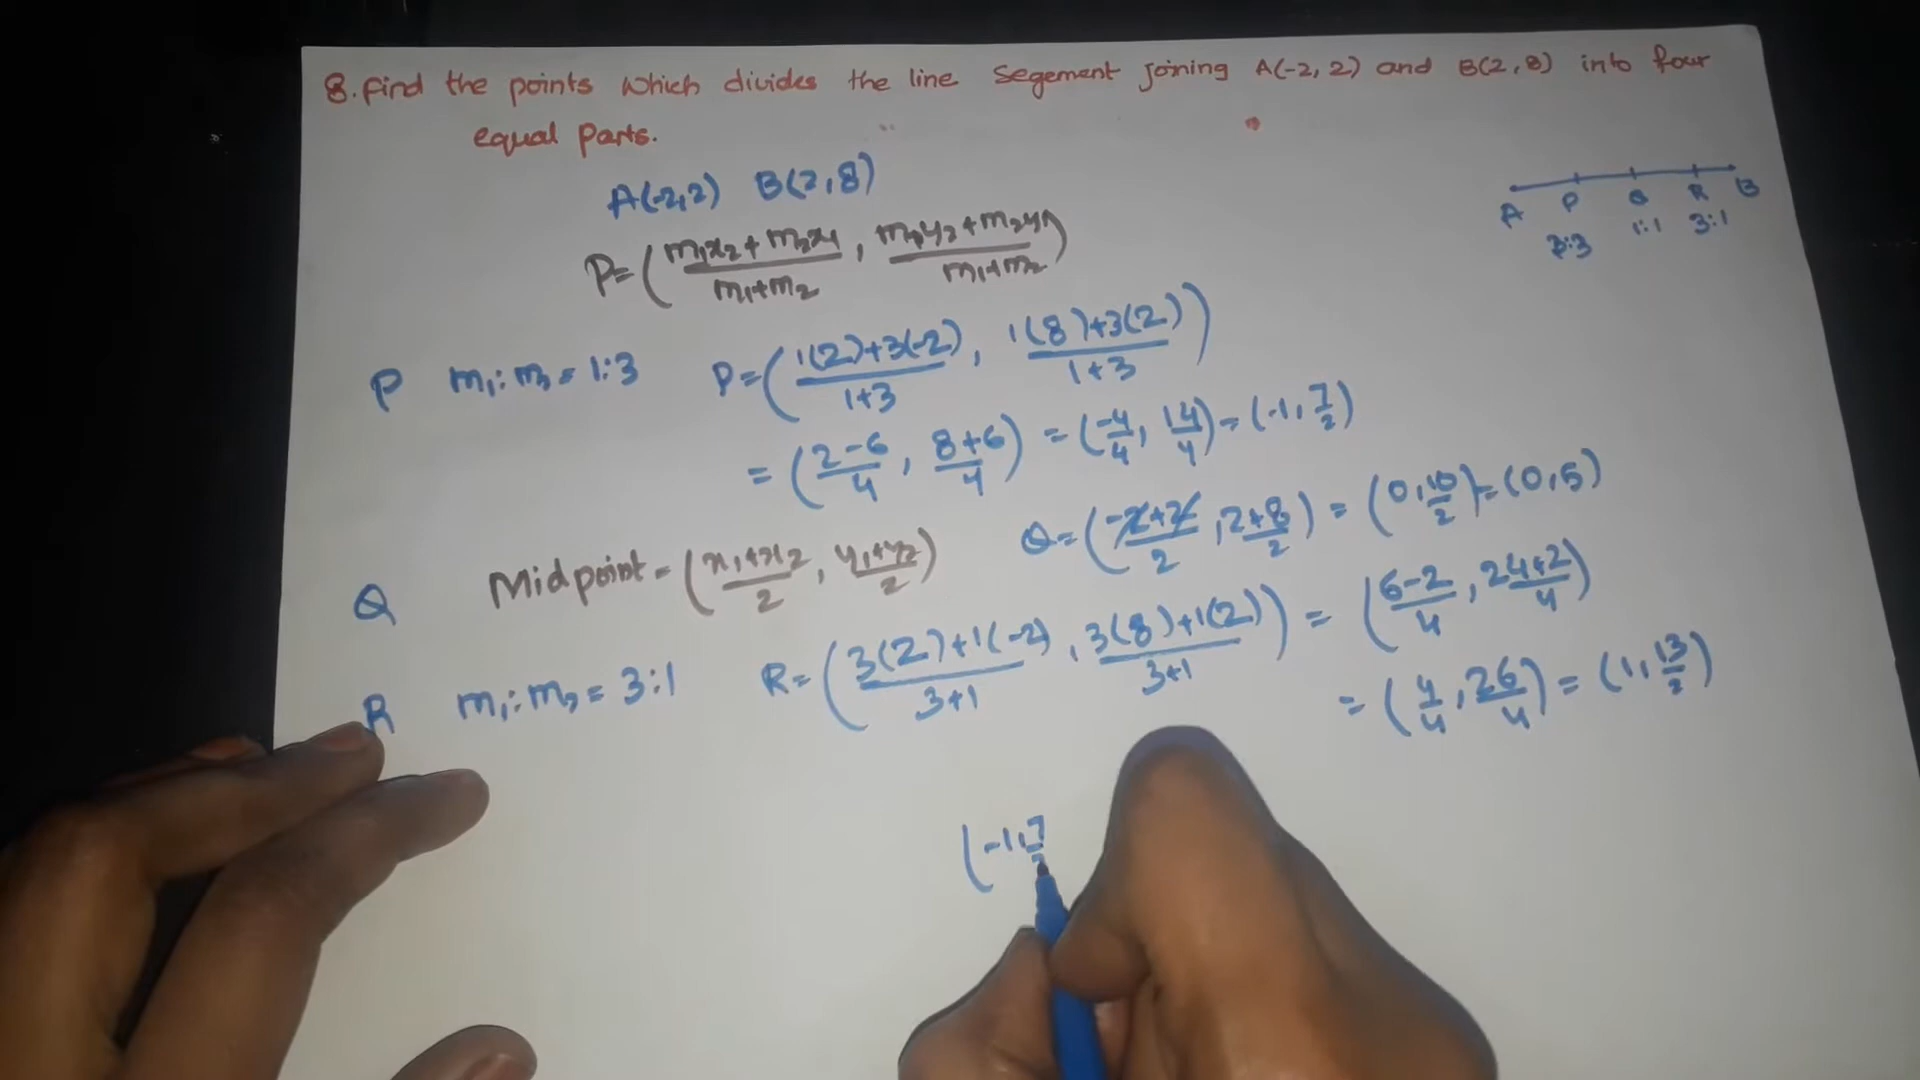 8. Find the points which divides the line segement joining A(-2, 2) and B(2, 8) into four
equal parts.
A(-2,2) B(2,8)
A P Q R B
1:1 3:1
P = (m₁x₂+m₂x₁/m₁+m₂, m₁y₂+m₂y₁/m₁+m₂)
P m₁:m₂ = 1:3 P = (1(2)+3(-2)/1+3, 1(8)+3(2)/1+3)
= (2-6/4, 8+6/4) = (-4/4, 14/4) = (-1, 7/2)
Q Midpoint = (x₁+x₂/2, y₁+y₂/2) Q = (-2+2/2, 2+8/2) = (0, 10/2) = (0,5)
R m₁:m₂ = 3:1 R = (3(2)+1(-2)/3+1, 3(8)+1(2)/3+1) = (6-2/4, 24+2/4)
= (4/4, 26/4) = (1, 13/2)
(-1, 7